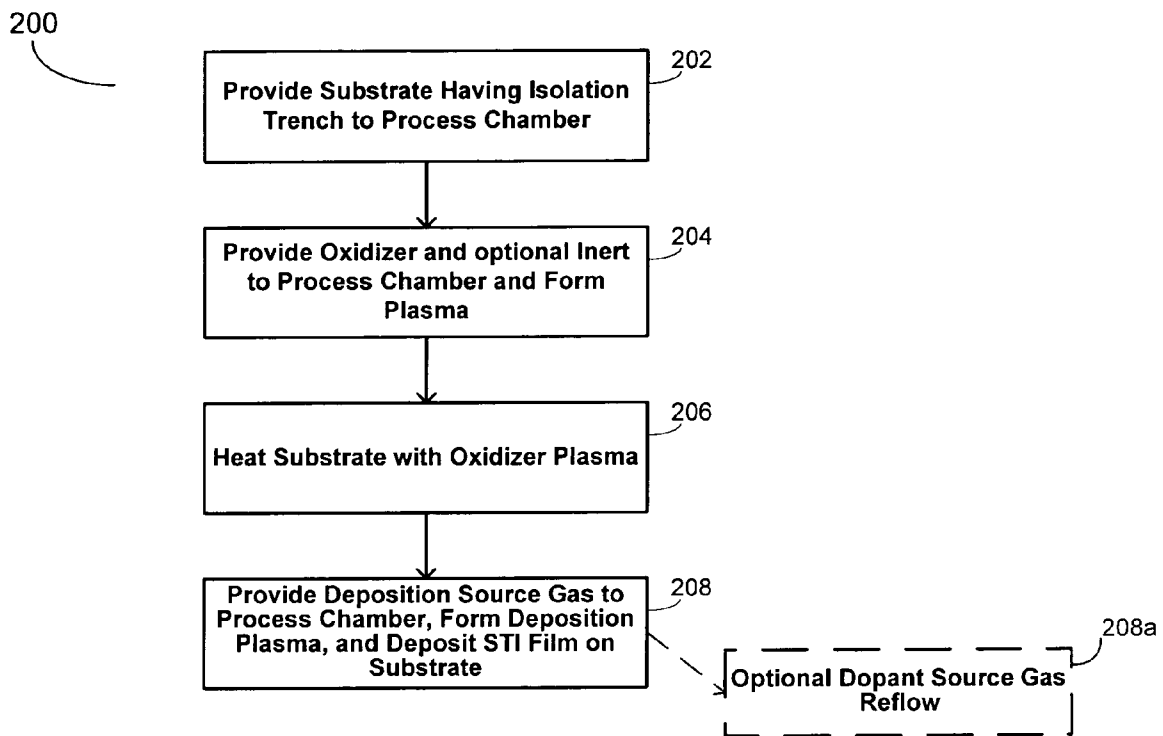 200
202
Provide Substrate Having Isolation
Trench to Process Chamber
204
Provide Oxidizer and optional Inert
to Process Chamber and Form
Plasma
206
Heat Substrate with Oxidizer Plasma
208
Provide Deposition Source Gas to
Process Chamber, Form Deposition
Plasma, and Deposit STI Film on
Substrate
208a
Optional Dopant Source Gas
Reflow